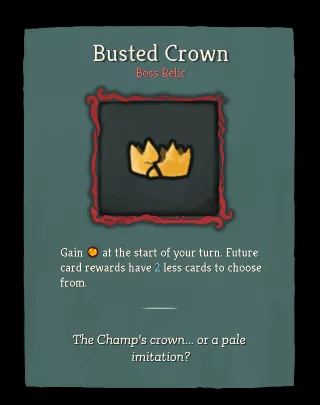 Busted Crown
Boss Relic
Gain at the start of your turn. Future
card rewards have 2 less cards to choose
from.
The Champ's crown... or a pale
imitation?